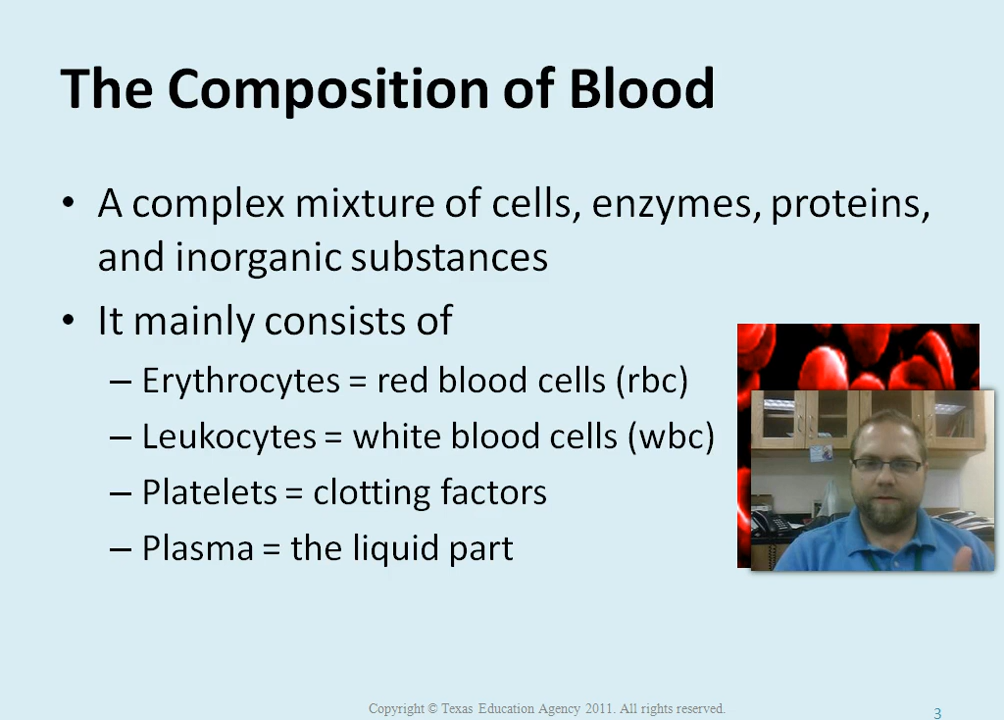 The Composition of Blood
• A complex mixture of cells, enzymes, proteins,
and inorganic substances
• It mainly consists of
– Erythrocytes = red blood cells (rbc)
– Leukocytes = white blood cells (wbc)
– Platelets = clotting factors
– Plasma = the liquid part
Copyright © Texas Education Agency 2011. All rights reserved.
3